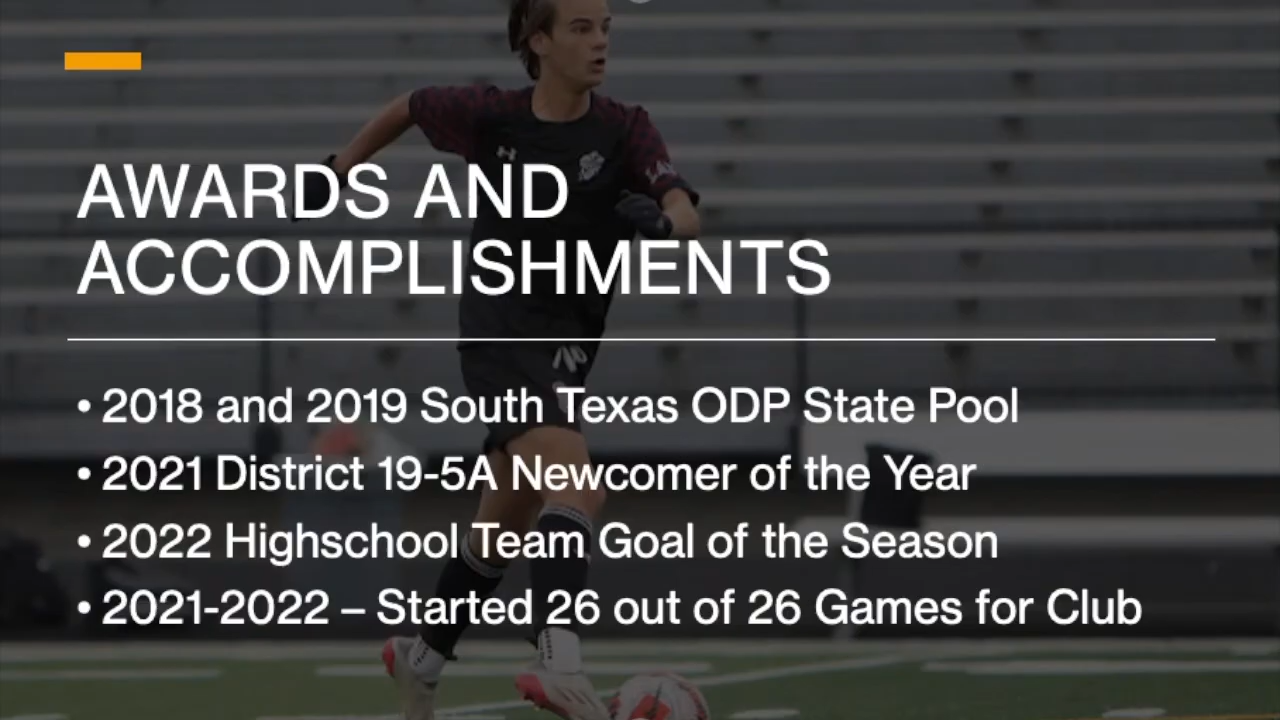 AWARDS AND
ACCOMPLISHMENTS
• 2018 and 2019 South Texas ODP State Pool
• 2021 District 19-5A Newcomer of the Year
• 2022 Highschool Team Goal of the Season
• 2021-2022 – Started 26 out of 26 Games for Club